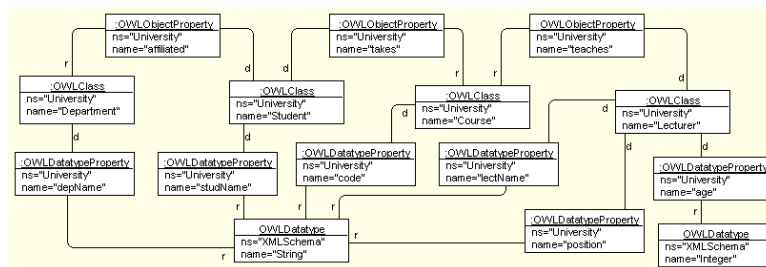 :OWLObjectProperty
ns="University"
name="affiliated"
:OWLObjectProperty
ns="University"
name="takes"
:OWLObjectProperty
ns="University"
name="teaches"
r
d
d
r
r
d
:OWLClass
ns="University"
name="Department"
:OWLClass
ns="University"
name="Student"
:OWLClass
ns="University"
name="Course"
:OWLClass
ns="University"
name="Lecturer"
d
d
d
d
d
d
:OWLDatatypeProperty
ns="University"
name="depName"
:OWLDatatypeProperty
ns="University"
name="studName"
:OWLDatatypeProperty
ns="University"
name="code"
:OWLDatatypeProperty
ns="University"
name="lectName"
:OWLDatatypeProperty
ns="University"
name="age"
r
r
r
r
r
r
OWLDatatype
ns="XMLSchema"
name="String"
:OWLDatatypeProperty
ns="University"
name="position"
OWLDatatype
ns="XMLSchema"
name="Integer"